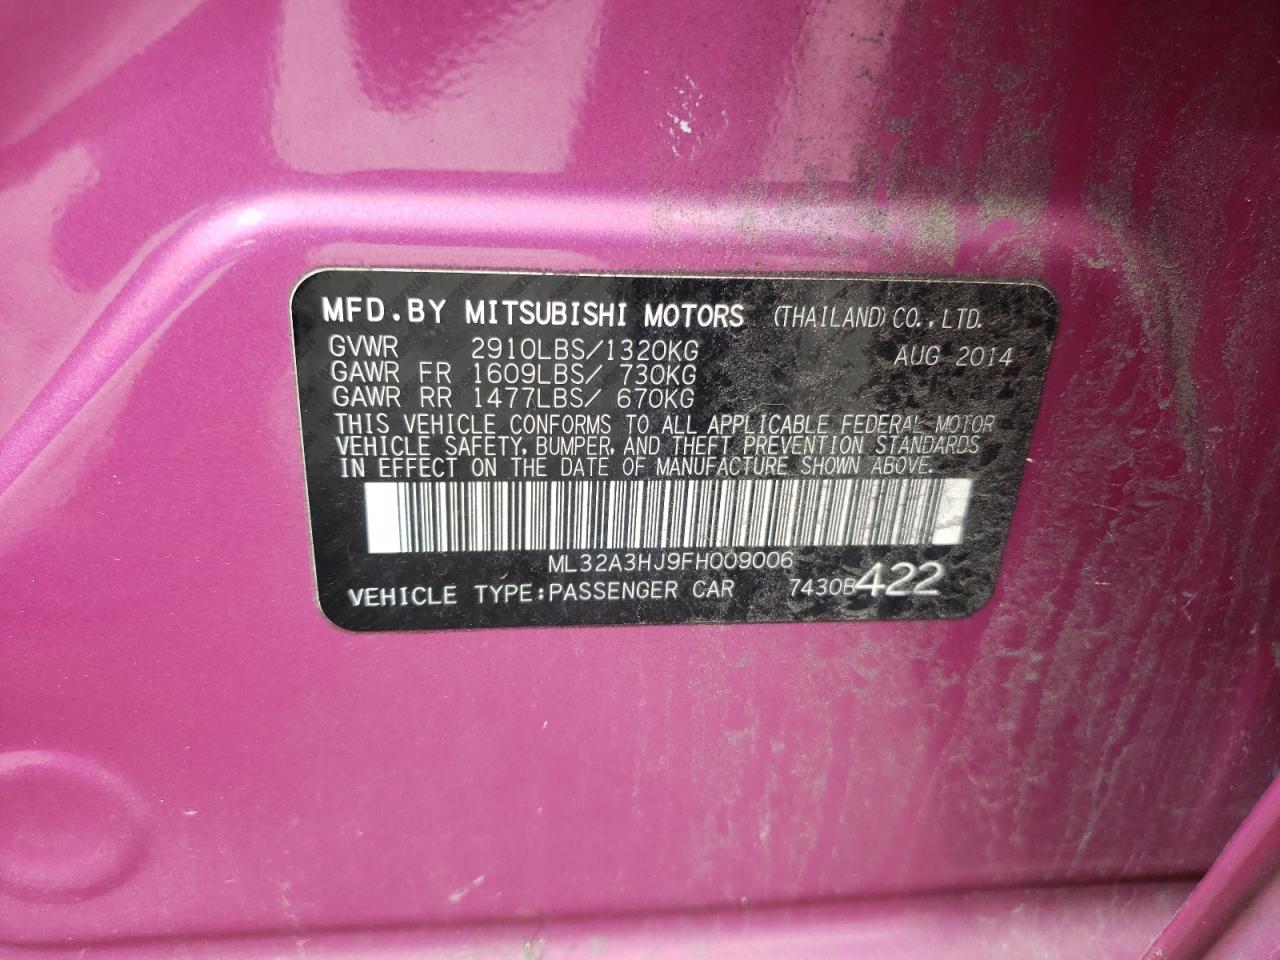 MFD.BY MITSUBISHI MOTORS (THAILAND) CO.,LTD.
GVWR 2910LBS/1320KG AUG 2014
GAWR FR 1609LBS/ 730KG
GAWR RR 1477LBS/ 670KG
THIS VEHICLE CONFORMS TO ALL APPLICABLE FEDERAL MOTOR
VEHICLE SAFETY, BUMPER, AND THEFT PREVENTION STANDARDS
IN EFFECT ON THE DATE OF MANUFACTURE SHOWN ABOVE.
ML32A3HJ9FH009006
VEHICLE TYPE:PASSENGER CAR 7430B422